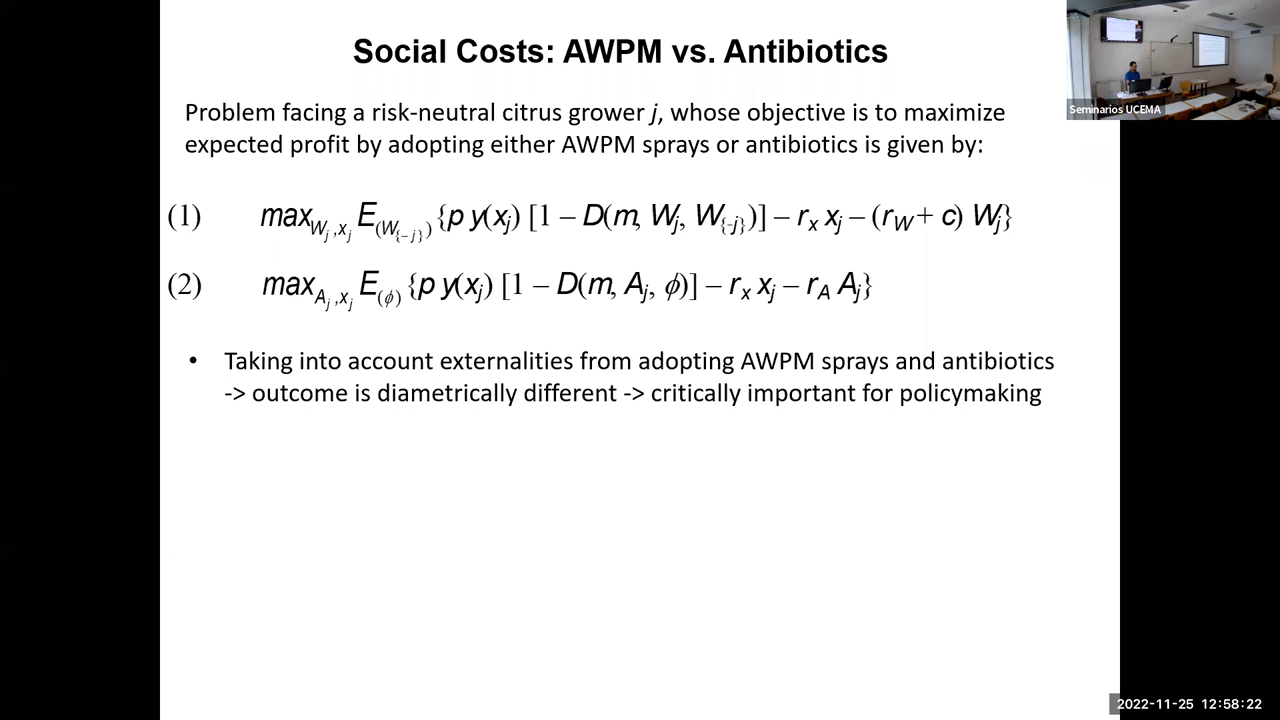 Social Costs: AWPM vs. Antibiotics
Seminarios UCEMA
Problem facing a risk-neutral citrus grower j, whose objective is to maximize
expected profit by adopting either AWPM sprays or antibiotics is given by:
(1) max_{W_j,x_j} E_{(W_{{-j}})} {p y(x_j) [1 – D(m, W_j, W_{{-j}})] – r_x x_j – (r_W + c) W_j}
(2) max_{A_j,x_j} E_{(ϕ)} {p y(x_j) [1 – D(m, A_j, ϕ)] – r_x x_j – r_A A_j}
• Taking into account externalities from adopting AWPM sprays and antibiotics
-> outcome is diametrically different -> critically important for policymaking
2022-11-25 12:58:22